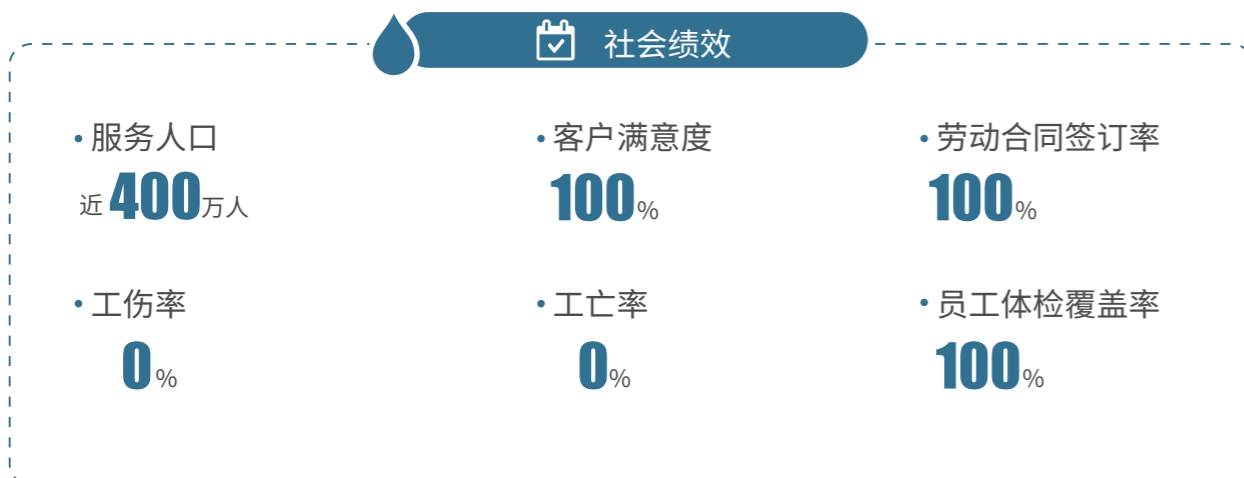 社会绩效
• 服务人口
近 400万人
• 客户满意度
100%
• 劳动合同签订率
100%
• 工伤率
0%
• 工亡率
0%
• 员工体检覆盖率
100%